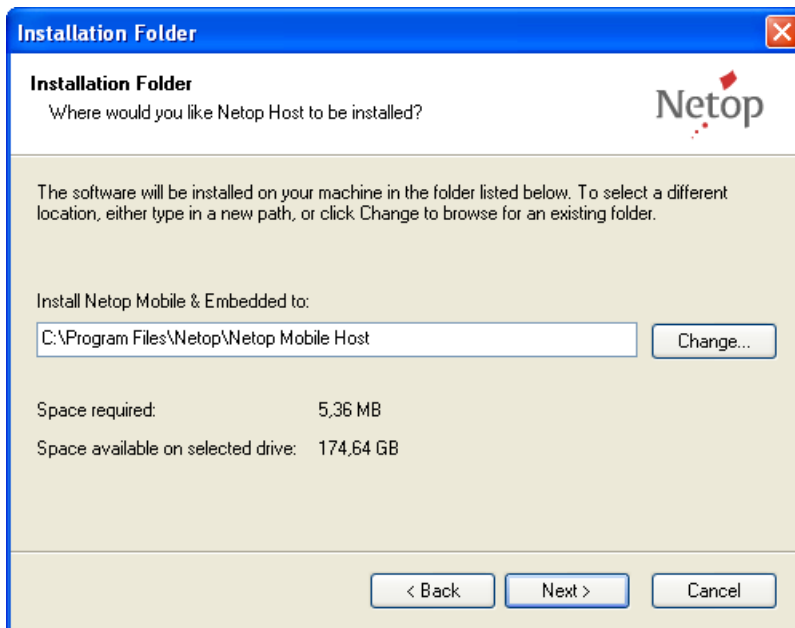 Installation Folder
Installation Folder
Where would you like Netop Host to be installed?
Netop
The software will be installed on your machine in the folder listed below. To select a different
location, either type in a new path, or click Change to browse for an existing folder.
Install Netop Mobile & Embedded to:
C:\Program Files\Netop\Netop Mobile Host
Change...
Space required: 5,36 MB
Space available on selected drive: 174,64 GB
< Back Next > Cancel